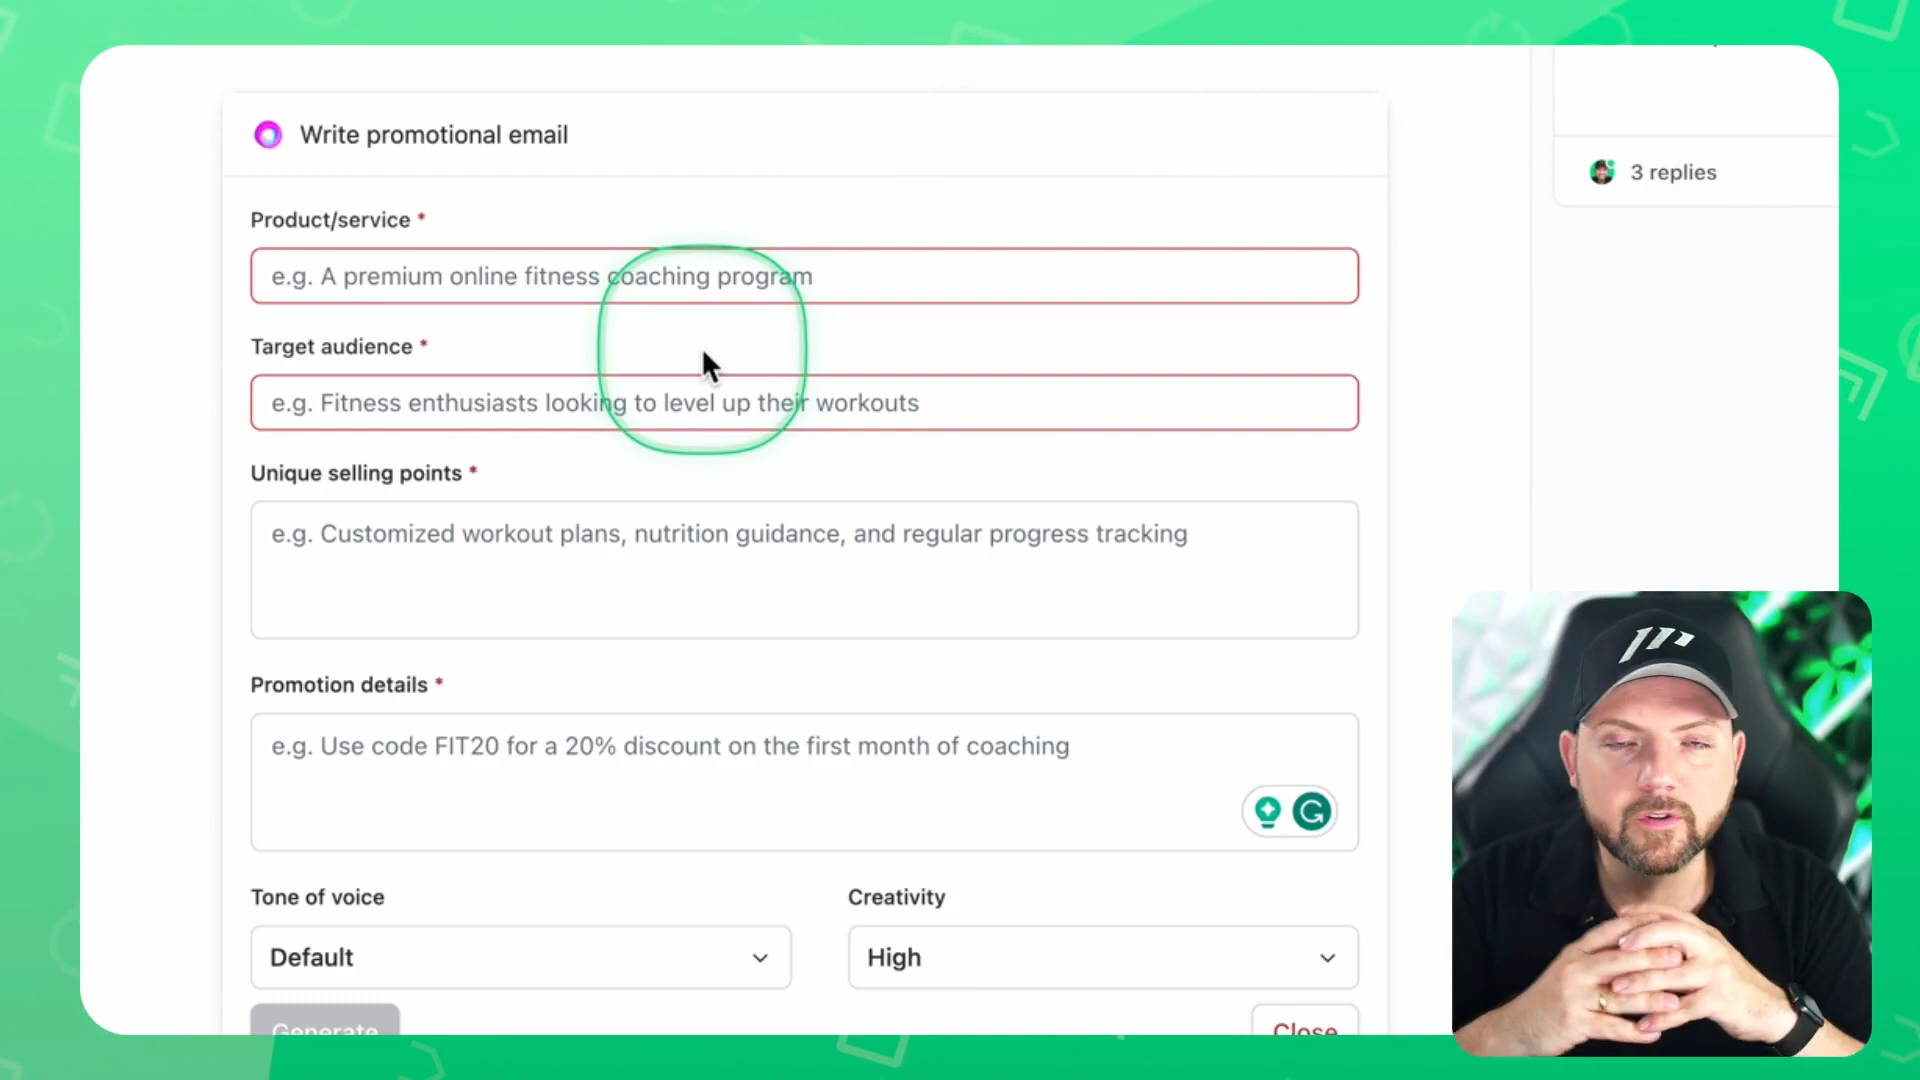 Write promotional email
3 replies
Product/service *
e.g. A premium online fitness coaching program
Target audience *
e.g. Fitness enthusiasts looking to level up their workouts
Unique selling points *
e.g. Customized workout plans, nutrition guidance, and regular progress tracking
Promotion details *
e.g. Use code FIT20 for a 20% discount on the first month of coaching
Tone of voice
Creativity
Default
High
Generate
Close